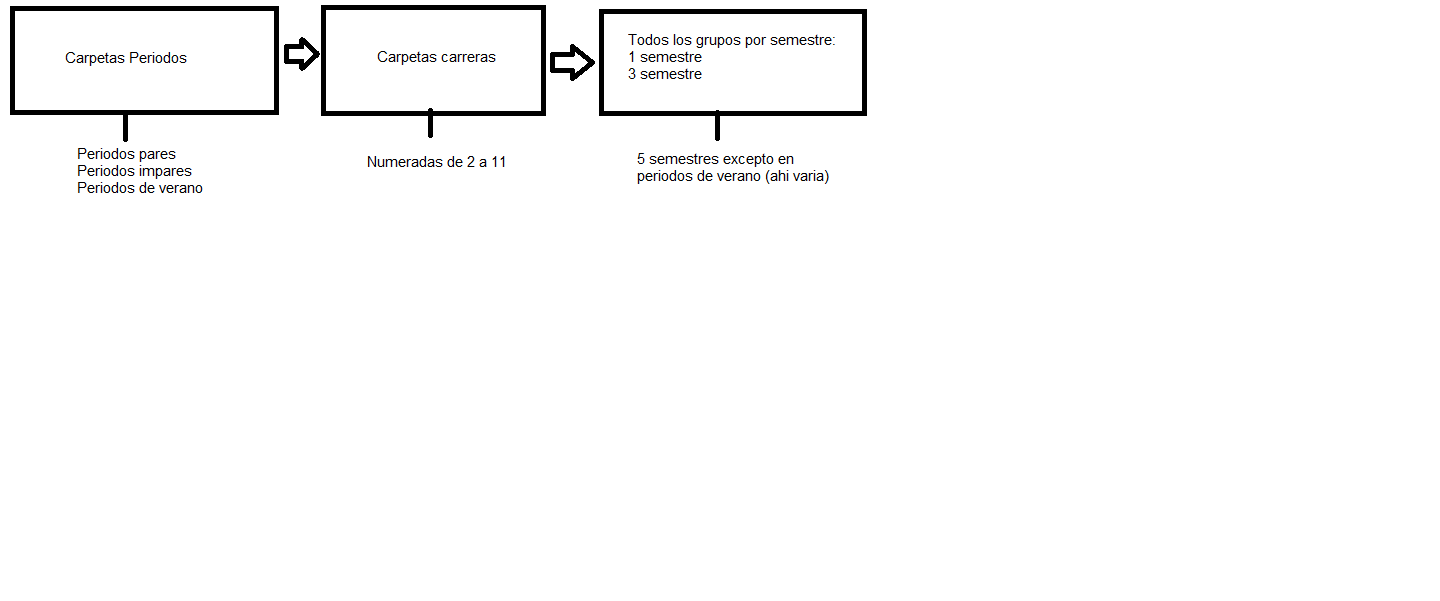 Carpetas Periodos
Periodos pares
Periodos impares
Periodos de verano
Carpetas carreras
Numeradas de 2 a 11
Todos los grupos por semestre:
1 semestre
3 semestre
5 semestres excepto en
periodos de verano (ahi varia)